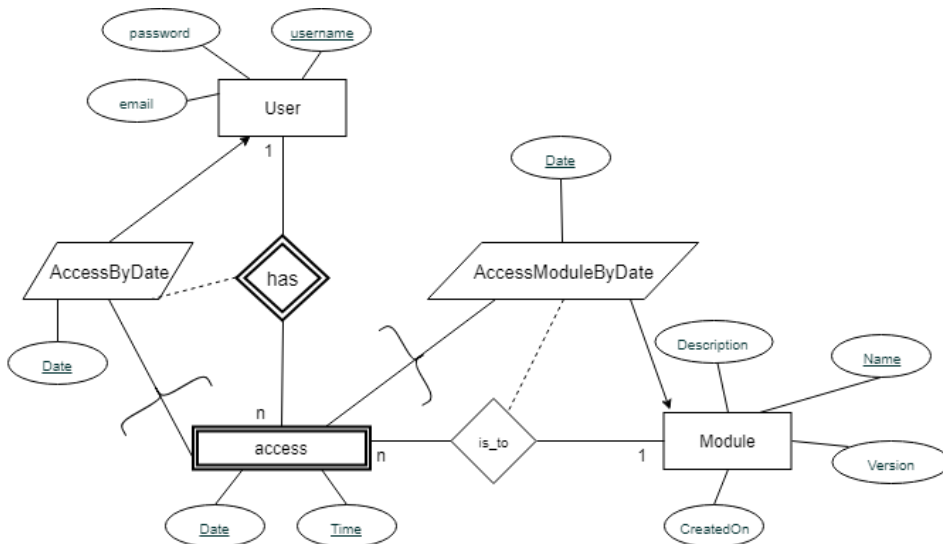 password
username
email
User
1
Date
AccessByDate
has
AccessModuleByDate
Date
Description
Name
n
access
n
is_to
1
Module
Version
Date
Time
CreatedOn